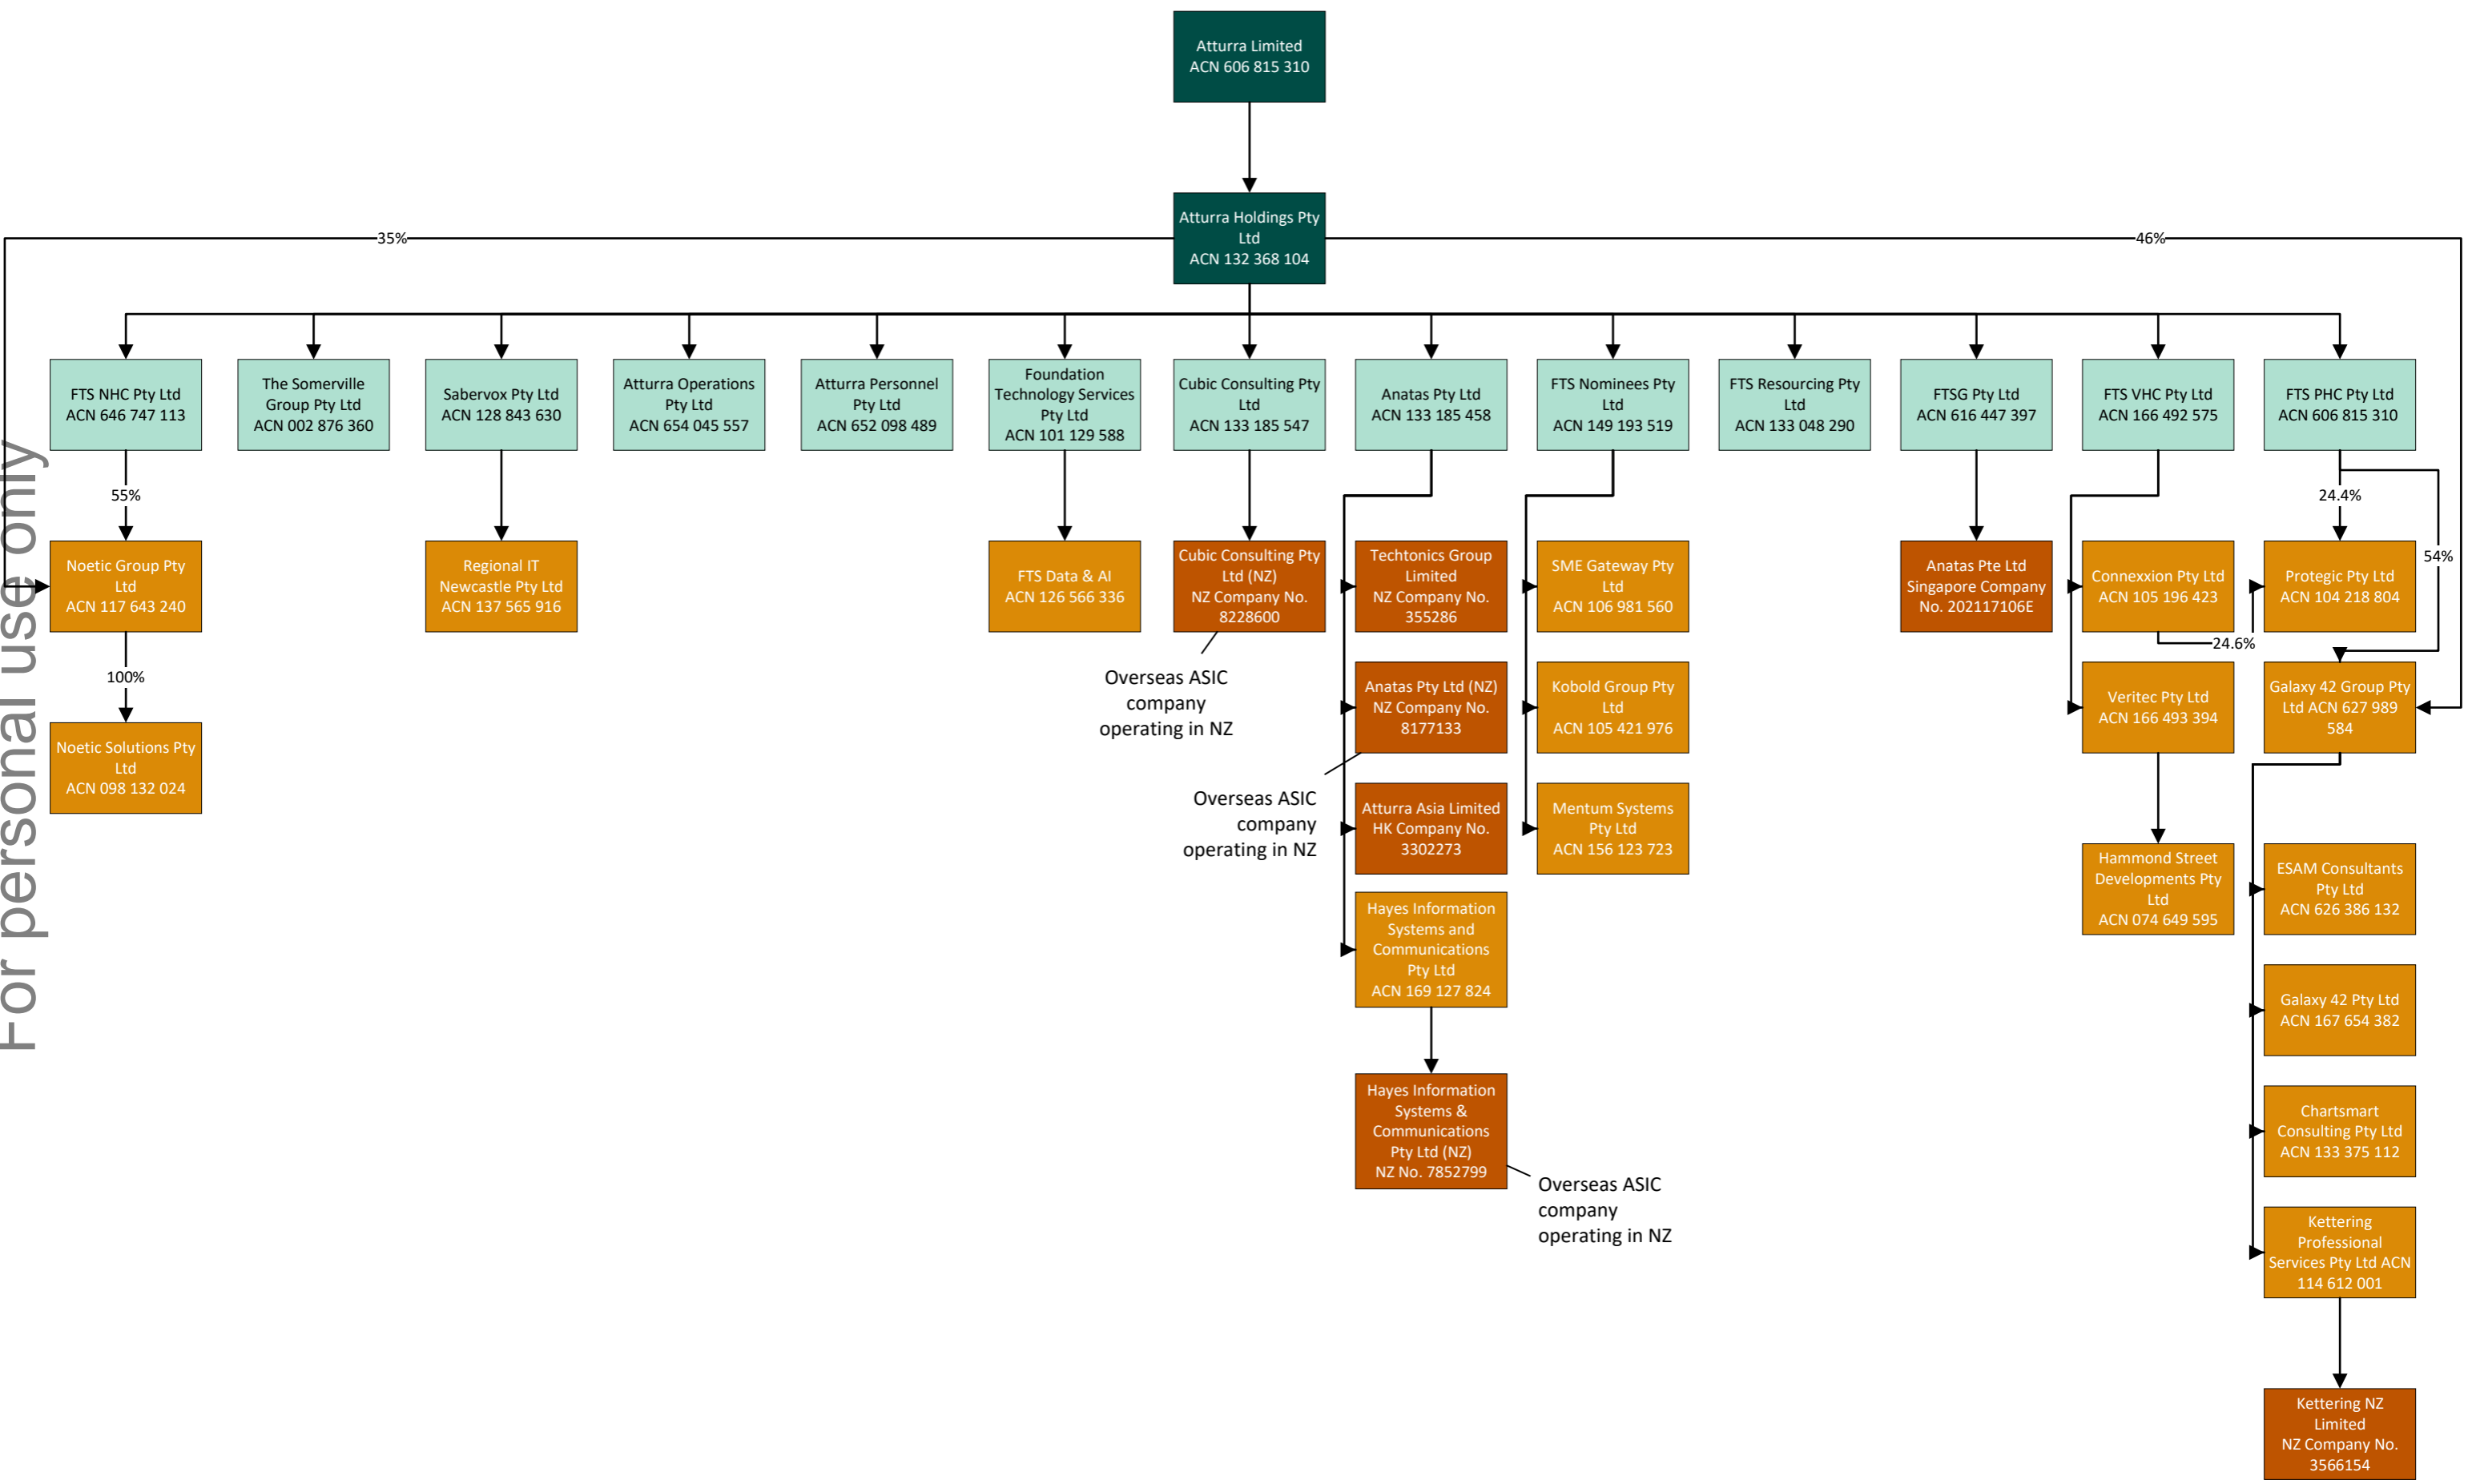 Atturra Limited
ACN 606 815 310
Atturra Holdings Pty
Ltd
ACN 132 368 104
35%
46%
FTS NHC Pty Ltd
ACN 646 747 113
The Somerville
Group Pty Ltd
ACN 002 876 360
Sabervox Pty Ltd
ACN 128 843 630
Atturra Operations
Pty Ltd
ACN 654 045 557
Atturra Personnel
Pty Ltd
ACN 652 098 489
Foundation
Technology Services
Pty Ltd
ACN 101 129 588
Cubic Consulting Pty
Ltd
ACN 133 185 547
Anatas Pty Ltd
ACN 133 185 458
FTS Nominees Pty
Ltd
ACN 149 193 519
FTS Resourcing Pty
Ltd
ACN 133 048 290
FTSG Pty Ltd
ACN 616 447 397
FTS VHC Pty Ltd
ACN 166 492 575
FTS PHC Pty Ltd
ACN 606 815 310
55%
24.4%
54%
Noetic Group Pty
Ltd
ACN 117 643 240
Regional IT
Newcastle Pty Ltd
ACN 137 565 916
FTS Data & AI
ACN 126 566 336
Cubic Consulting Pty
Ltd (NZ)
NZ Company No.
8228600
Techtonics Group
Limited
NZ Company No.
355286
SME Gateway Pty
Ltd
ACN 106 981 560
Anatas Pte Ltd
Singapore Company
No. 202117106E
Connexxion Pty Ltd
ACN 105 196 423
Protegic Pty Ltd
ACN 104 218 804
24.6%
100%
Overseas ASIC
company
operating in NZ
Anatas Pty Ltd (NZ)
NZ Company No.
8177133
Kobold Group Pty
Ltd
ACN 105 421 976
Veritec Pty Ltd
ACN 166 493 394
Galaxy 42 Group Pty
Ltd ACN 627 989
584
Noetic Solutions Pty
Ltd
ACN 098 132 024
Overseas ASIC
company
operating in NZ
Atturra Asia Limited
HK Company No.
3302273
Mentum Systems
Pty Ltd
ACN 156 123 723
Hammond Street
Developments Pty
Ltd
ACN 074 649 595
ESAM Consultants
Pty Ltd
ACN 626 386 132
Hayes Information
Systems and
Communications
Pty Ltd
ACN 169 127 824
Galaxy 42 Pty Ltd
ACN 167 654 382
Hayes Information
Systems &
Communications
Pty Ltd (NZ)
NZ No. 7852799
Overseas ASIC
company
operating in NZ
Chartsmart
Consulting Pty Ltd
ACN 133 375 112
Kettering
Professional
Services Pty Ltd ACN
114 612 001
Kettering NZ
Limited
NZ Company No.
3566154
For personal use only